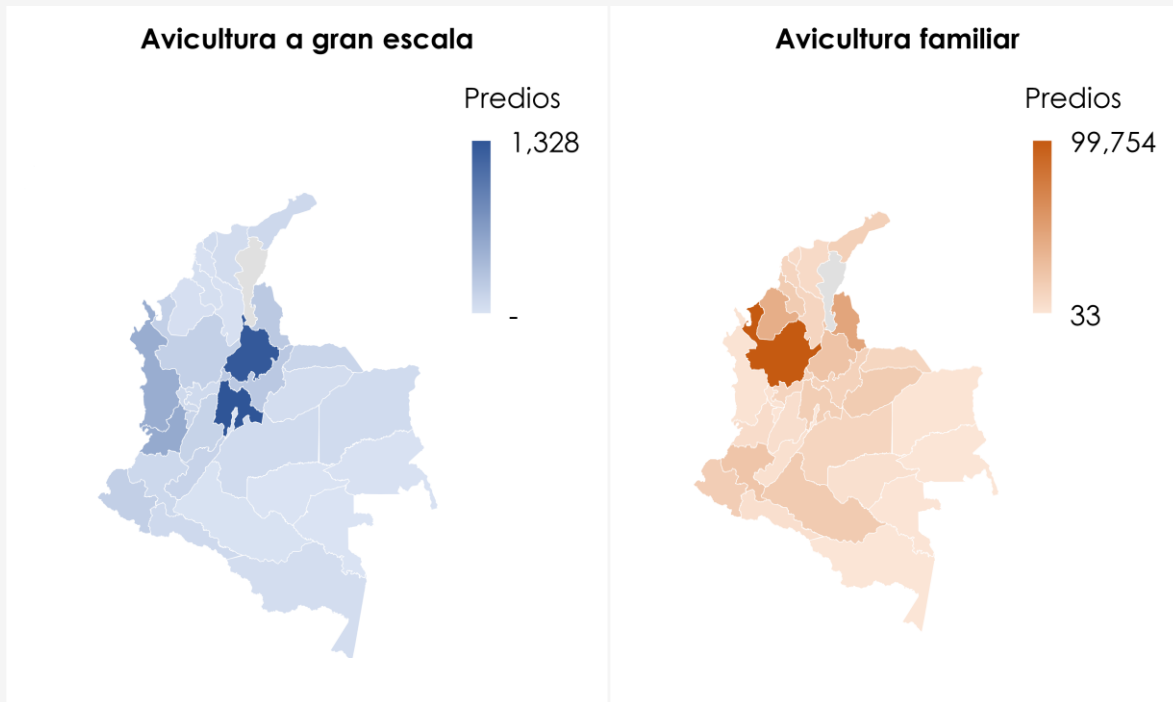 Avicultura a gran escala
Predios
1,328
-
Avicultura familiar
Predios
99,754
33